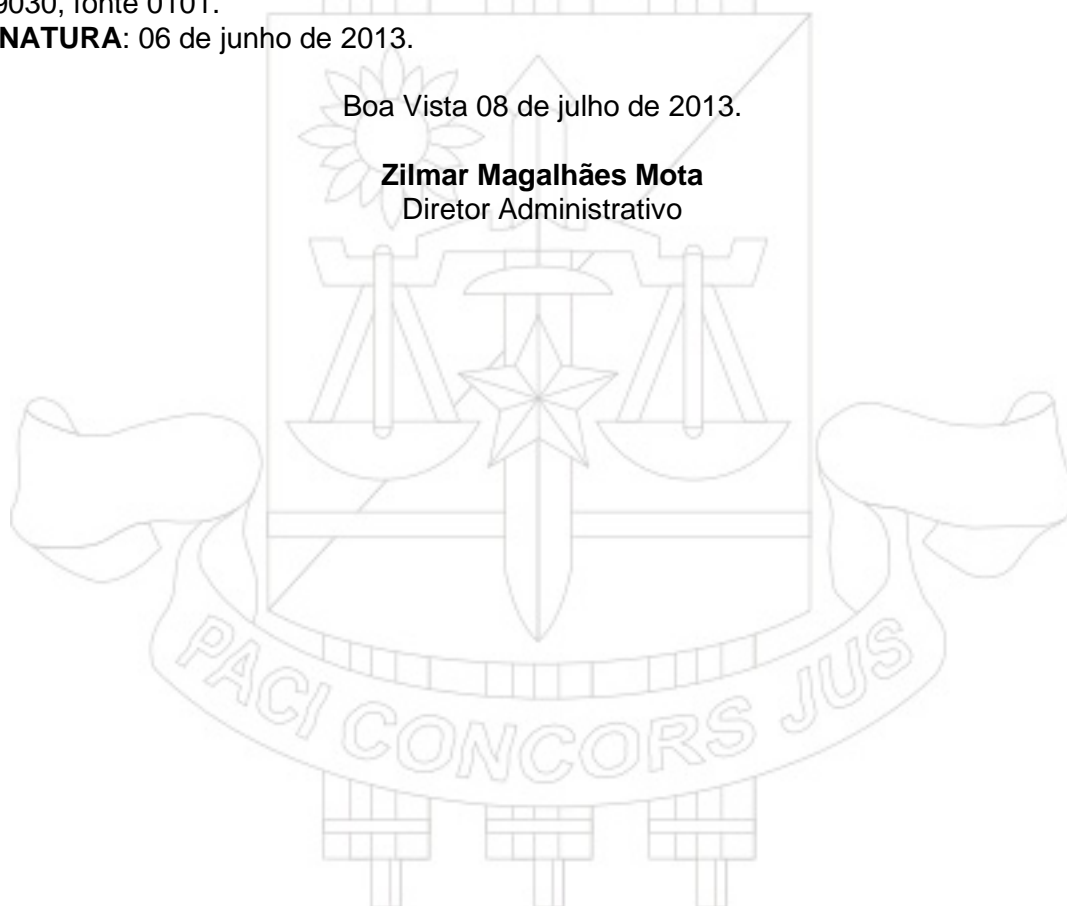 9030, fonte 0101.
NATURA: 06 de junho de 2013.
Boa Vista 08 de julho de 2013.
Zilmar Magalhães Mota
Diretor Administrativo
PACI CONCORS JUS